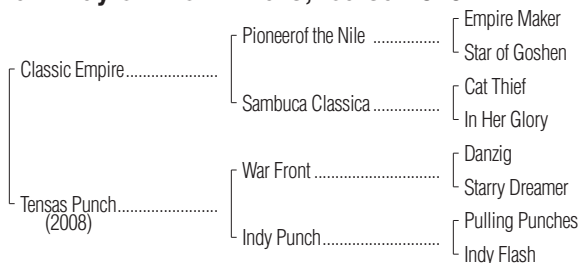 Empire Maker
Pioneerof the Nile ................
Star of Goshen
Classic Empire......................
Cat Thief
Sambuca Classica ................
In Her Glory
Danzig
War Front ..............................
Starry Dreamer
Tensas Punch........................
(2008)
Pulling Punches
Indy Punch............................
Indy Flash